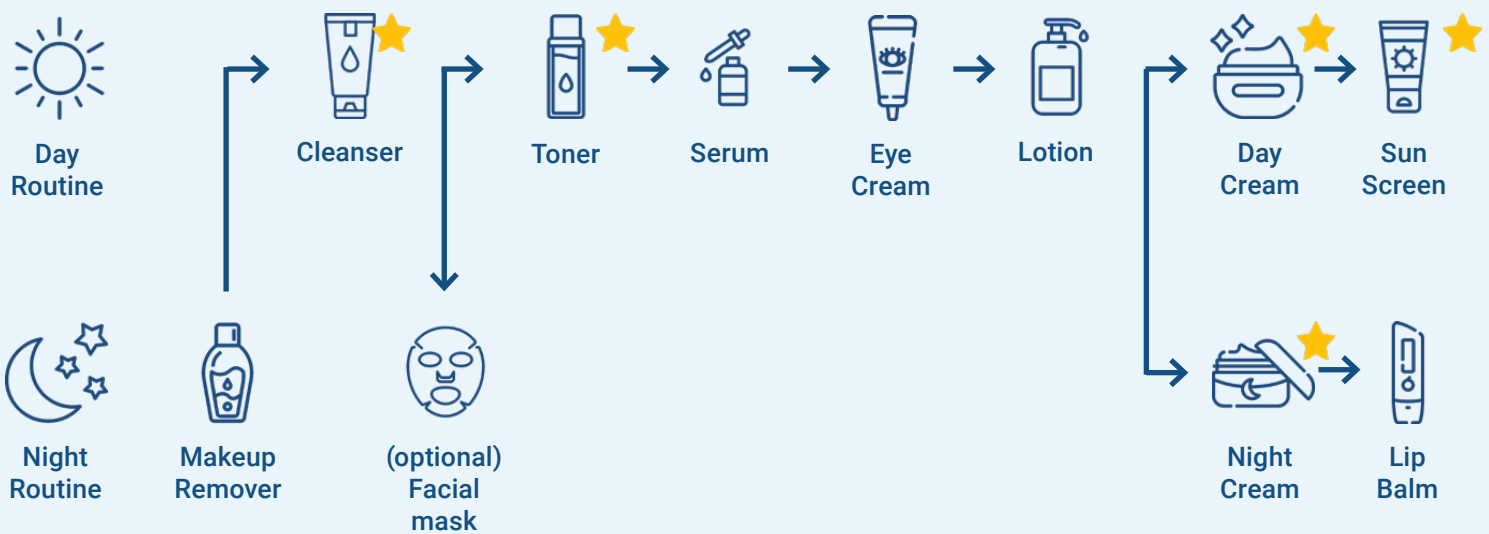 Day
Routine
Cleanser
Toner
Serum
Eye
Cream
Lotion
Day
Cream
Sun
Screen
Night
Routine
Makeup
Remover
(optional)
Facial
mask
Night
Cream
Lip
Balm